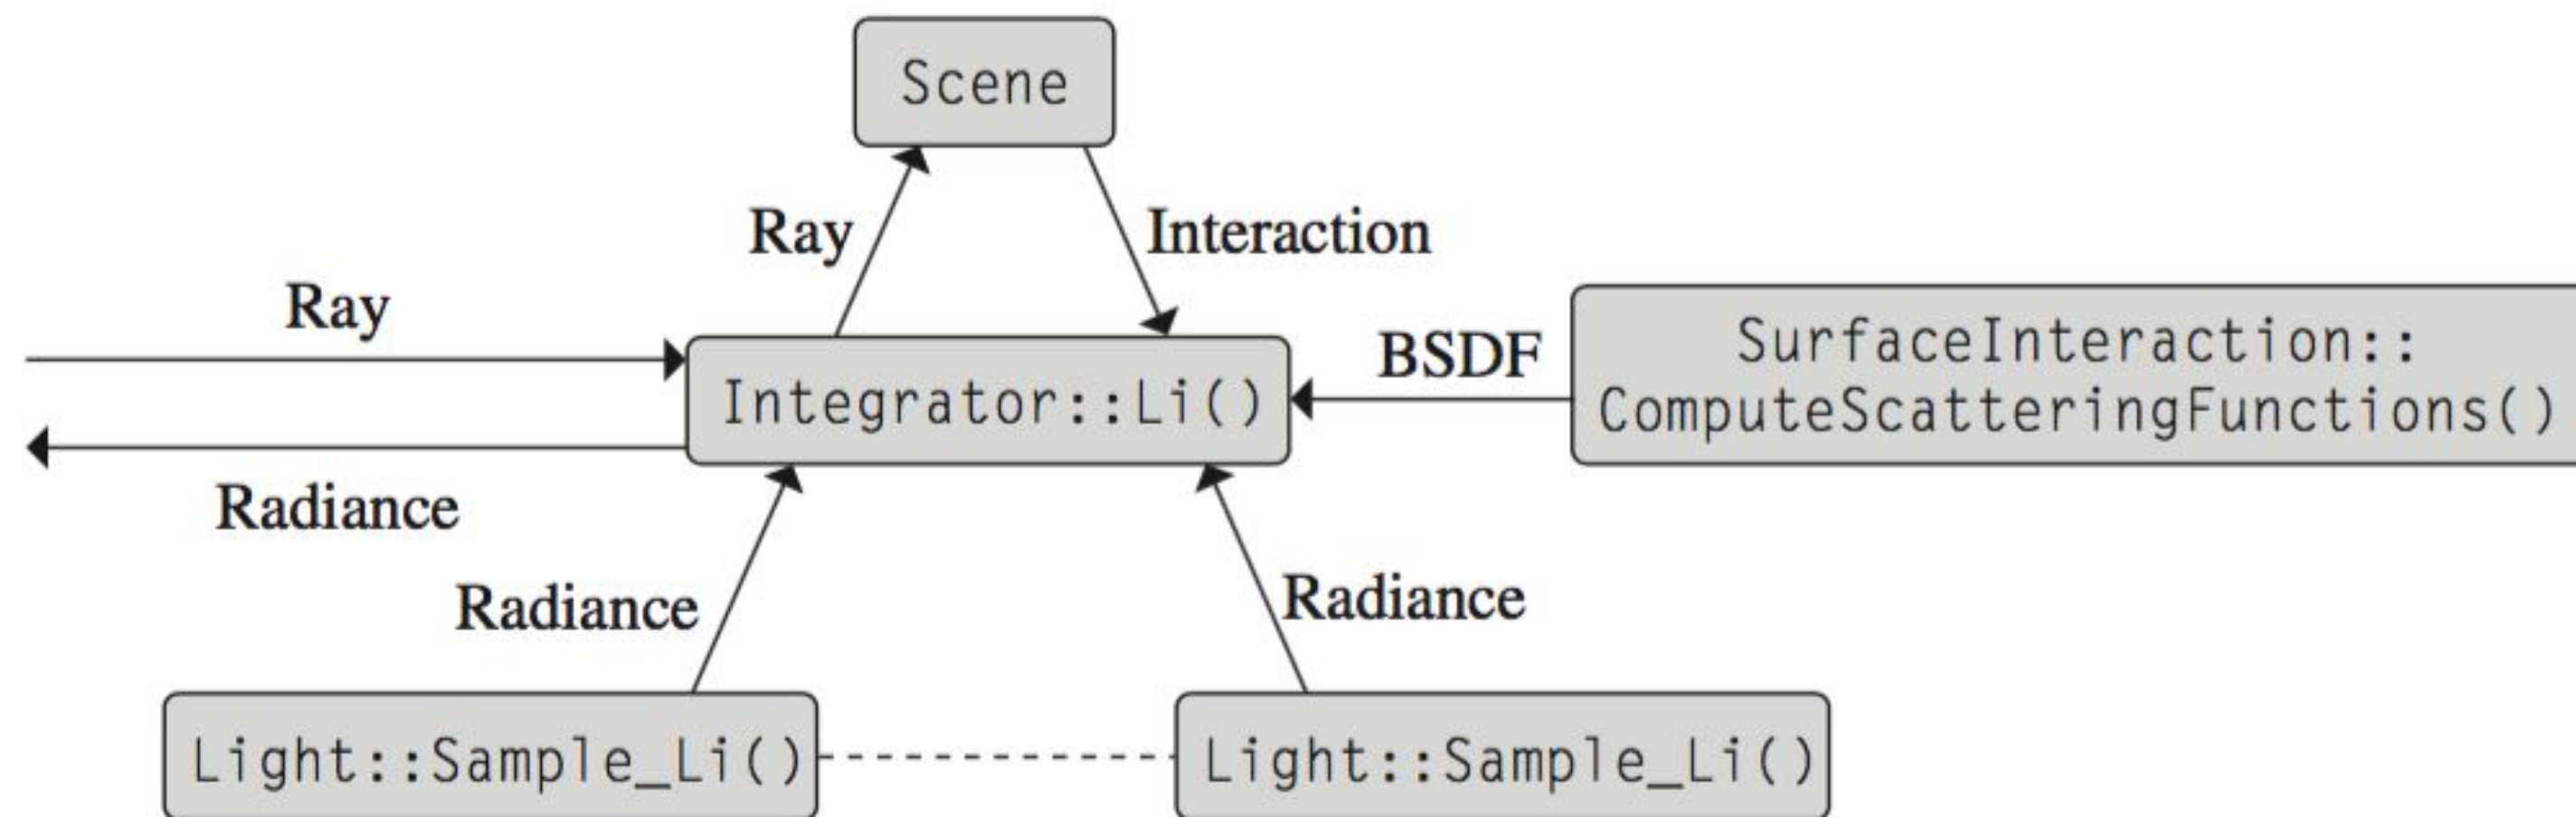 Scene
Ray
Interaction
Ray
BSDF
SurfaceInteraction::
ComputeScatteringFunctions()
Integrator::Li()
Radiance
Radiance
Radiance
Light::Sample_Li()
Light::Sample_Li()